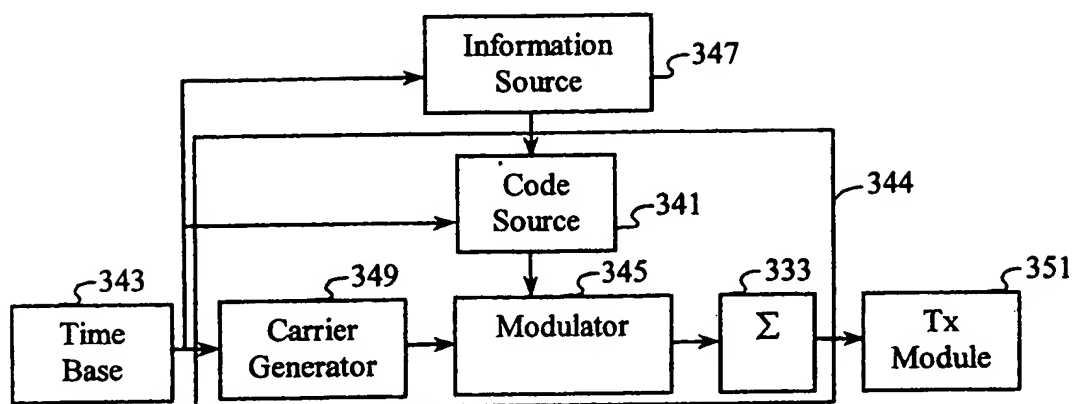 Information
Source
347
Code
Source
341
344
343
349
345
333
351
Time
Base
Carrier
Generator
Modulator
Σ
Tx
Module